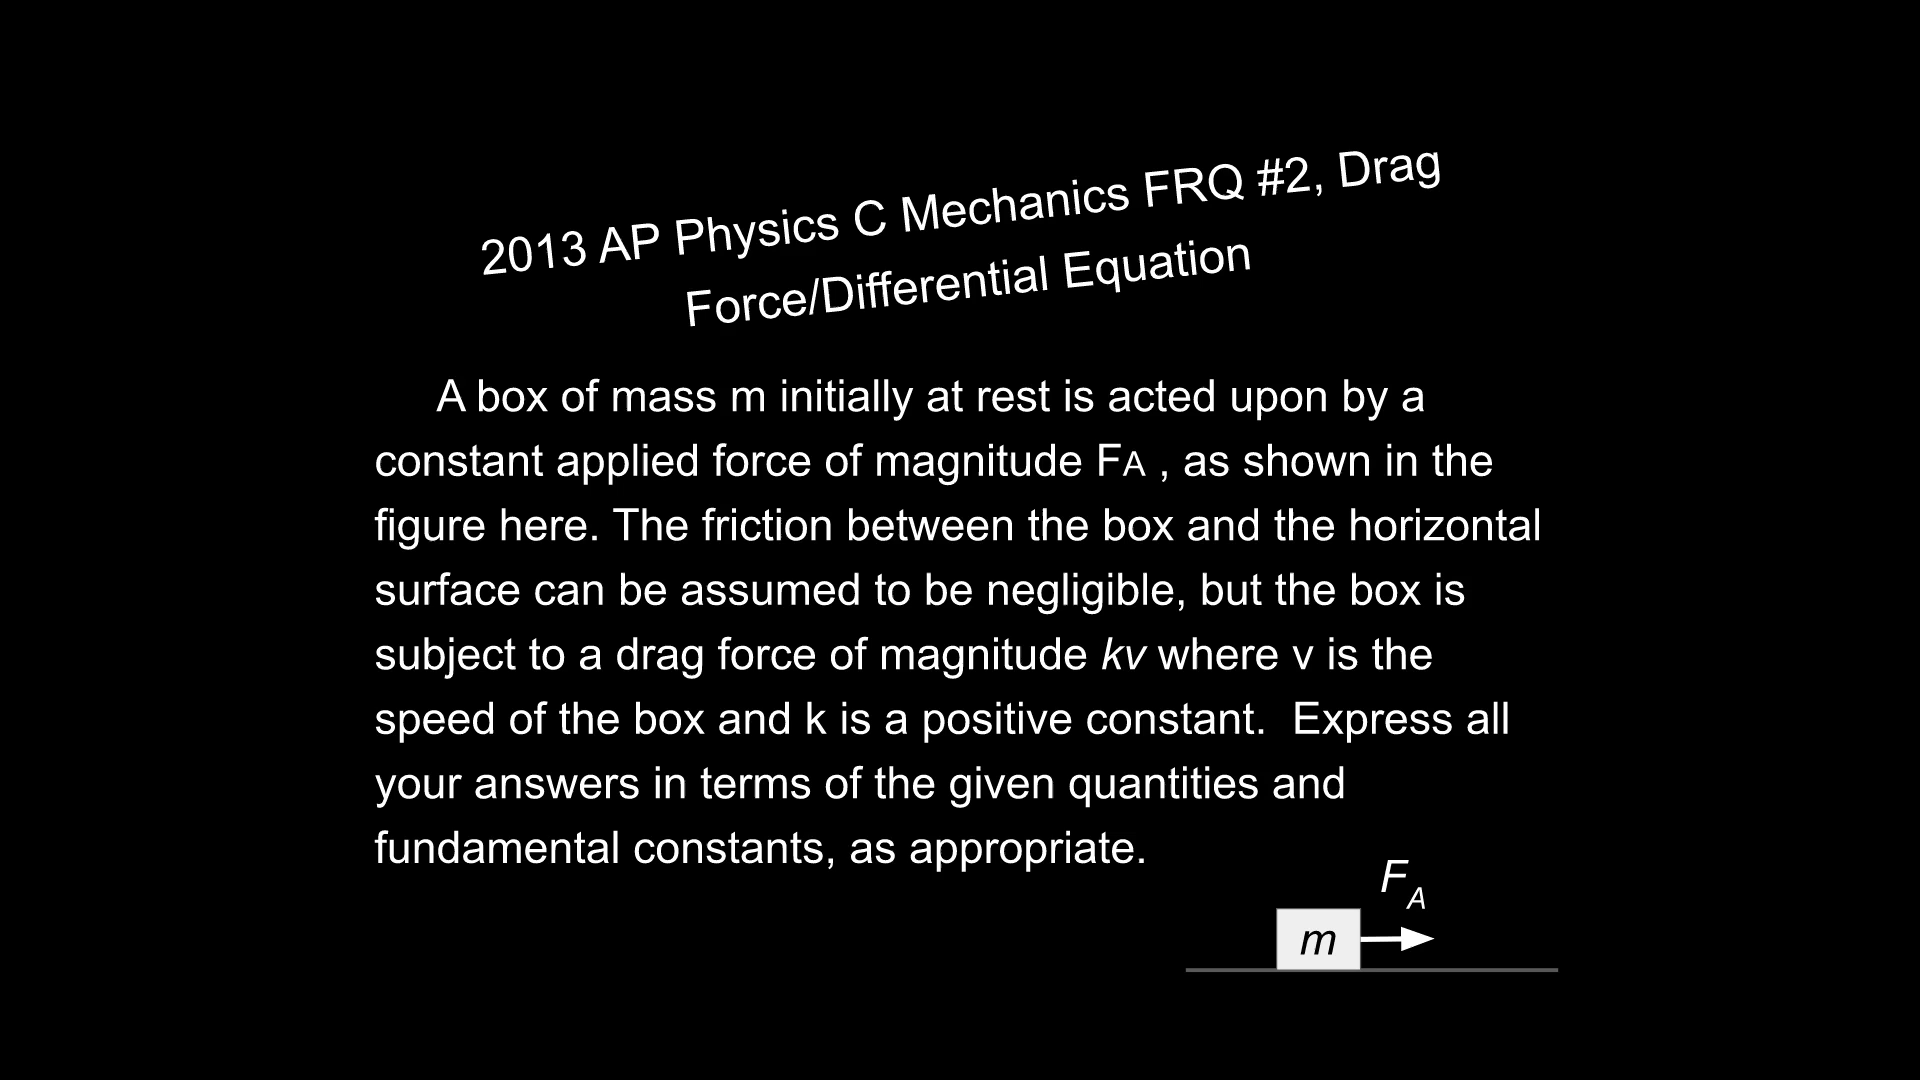 2013 AP Physics C Mechanics FRQ #2, Drag
Force/Differential Equation
A box of mass m initially at rest is acted upon by a
constant applied force of magnitude FA , as shown in the
figure here. The friction between the box and the horizontal
surface can be assumed to be negligible, but the box is
subject to a drag force of magnitude kv where v is the
speed of the box and k is a positive constant.  Express all
your answers in terms of the given quantities and
fundamental constants, as appropriate.
FA
m